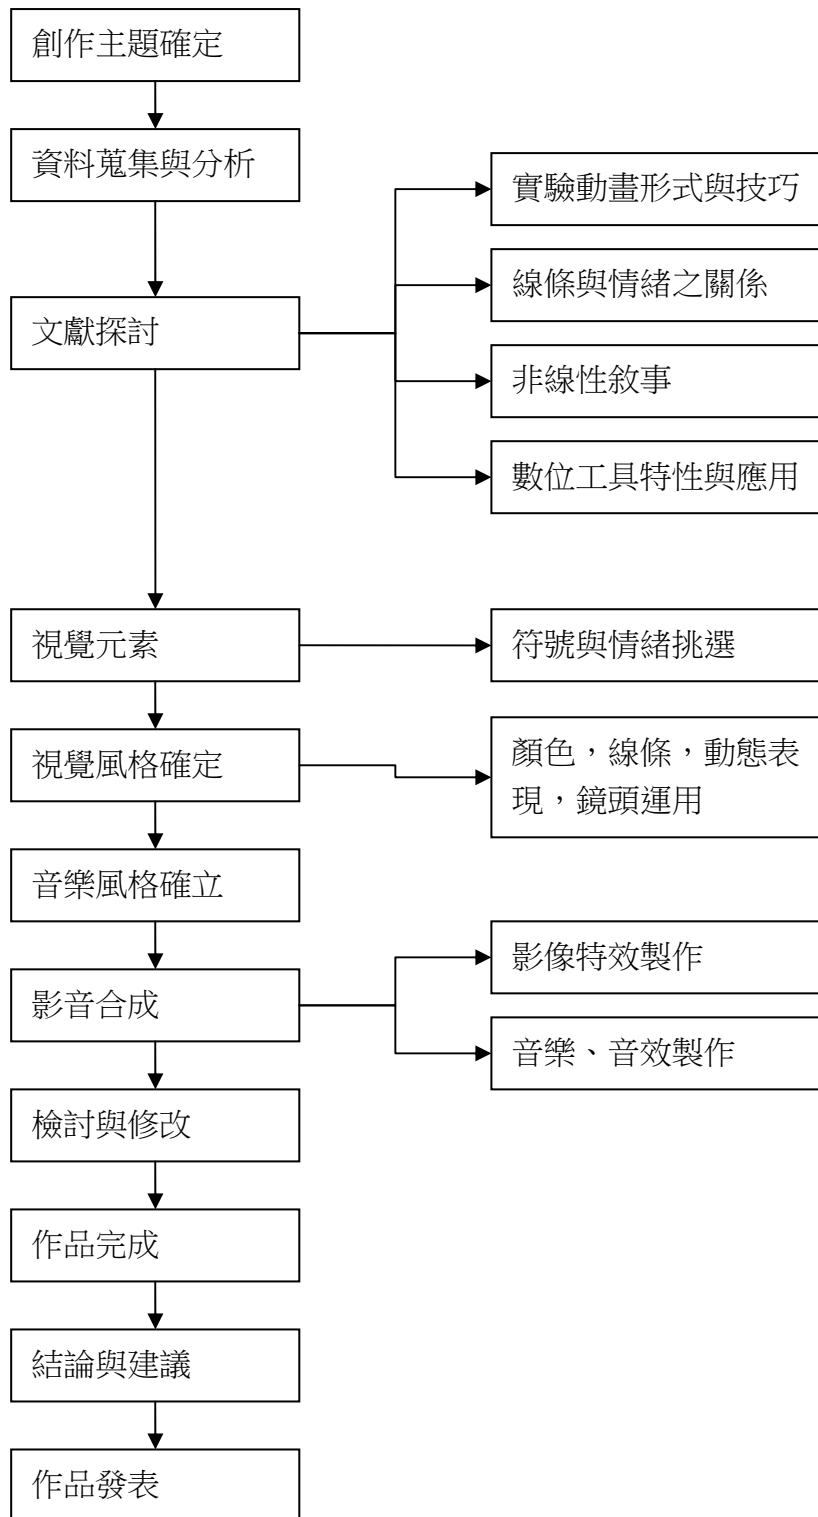 創作主題確定
資料蒐集與分析
實驗動畫形式與技巧
線條與情緒之關係
文獻探討
非線性敘事
數位工具特性與應用
視覺元素
符號與情緒挑選
視覺風格確定
顏色，線條，動態表
現，鏡頭運用
音樂風格確立
影像特效製作
影音合成
音樂、音效製作
檢討與修改
作品完成
結論與建議
作品發表